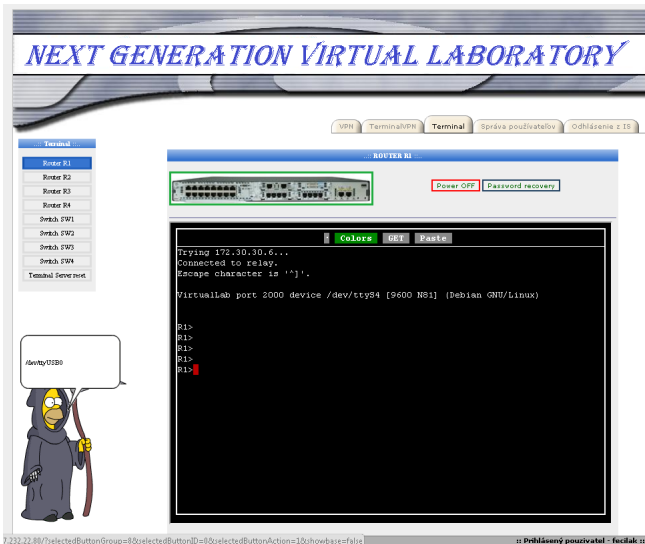 NEXT GENERATION VIRTUAL LABORATORY
VPN TerminalVPN Terminal Správa používateľov Odhlásenie z IS
..:: Terminal ::..
Router R1
Router R2
Router R3
Router R4
Switch SW1
Switch SW2
Switch SW3
Switch SW4
Terminal Server reset
..:: ROUTER R1 ::..
Power OFF Password recovery
Colors GET Paste
Trying 172.30.30.6...
Connected to relay.
Escape character is '^]'.
VirtualLab port 2000 device /dev/ttyS4 [9600 N81] (Debian GNU/Linux)
R1>
R1>
R1>
R1>
R1>
/dev/ttyUSB0
7.232.22.80/?selectedButtonGroup=8&selectedButtonID=0&selectedButtonAction=1&showbase=false
:: Prihlásený pouzivatel - fecilak ::